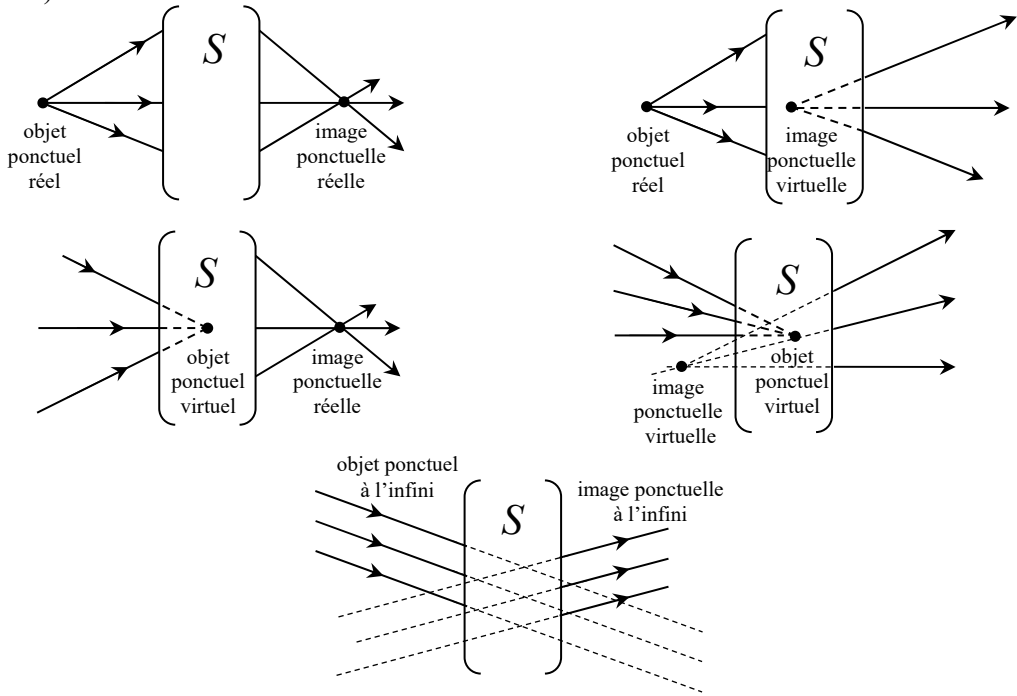 )
S
objet
ponctuel
réel
image
ponctuelle
réelle
S
objet
ponctuel
réel
image
ponctuelle
virtuelle
S
objet
ponctuel
virtuel
image
ponctuelle
réelle
S
objet
ponctuel
virtuel
image
ponctuelle
virtuelle
objet ponctuel
à l’infini
S
image ponctuelle
à l’infini